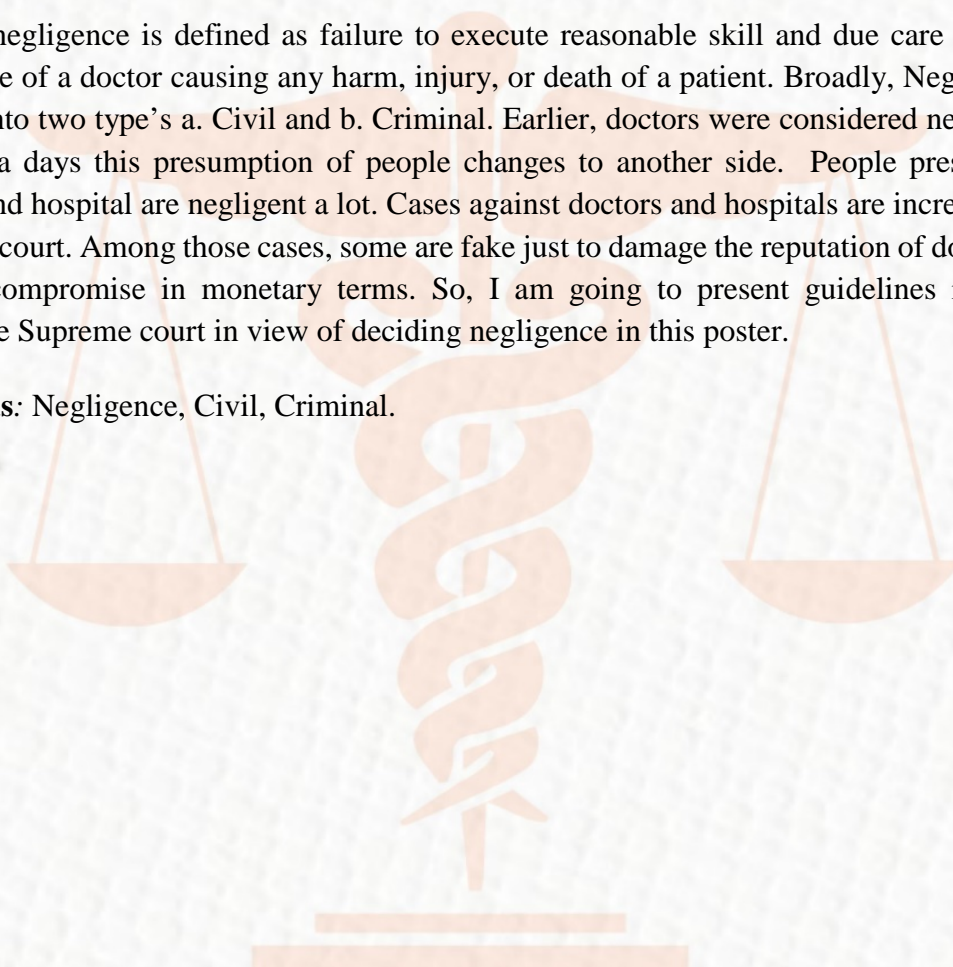 negligence is defined as failure to execute reasonable skill and due care
e of a doctor causing any harm, injury, or death of a patient. Broadly, Neg
nto two type’s a. Civil and b. Criminal. Earlier, doctors were considered ne
a days this presumption of people changes to another side. People pres
nd hospital are negligent a lot. Cases against doctors and hospitals are incre
court. Among those cases, some are fake just to damage the reputation of do
compromise in monetary terms. So, I am going to present guidelines
e Supreme court in view of deciding negligence in this poster.
s: Negligence, Civil, Criminal.